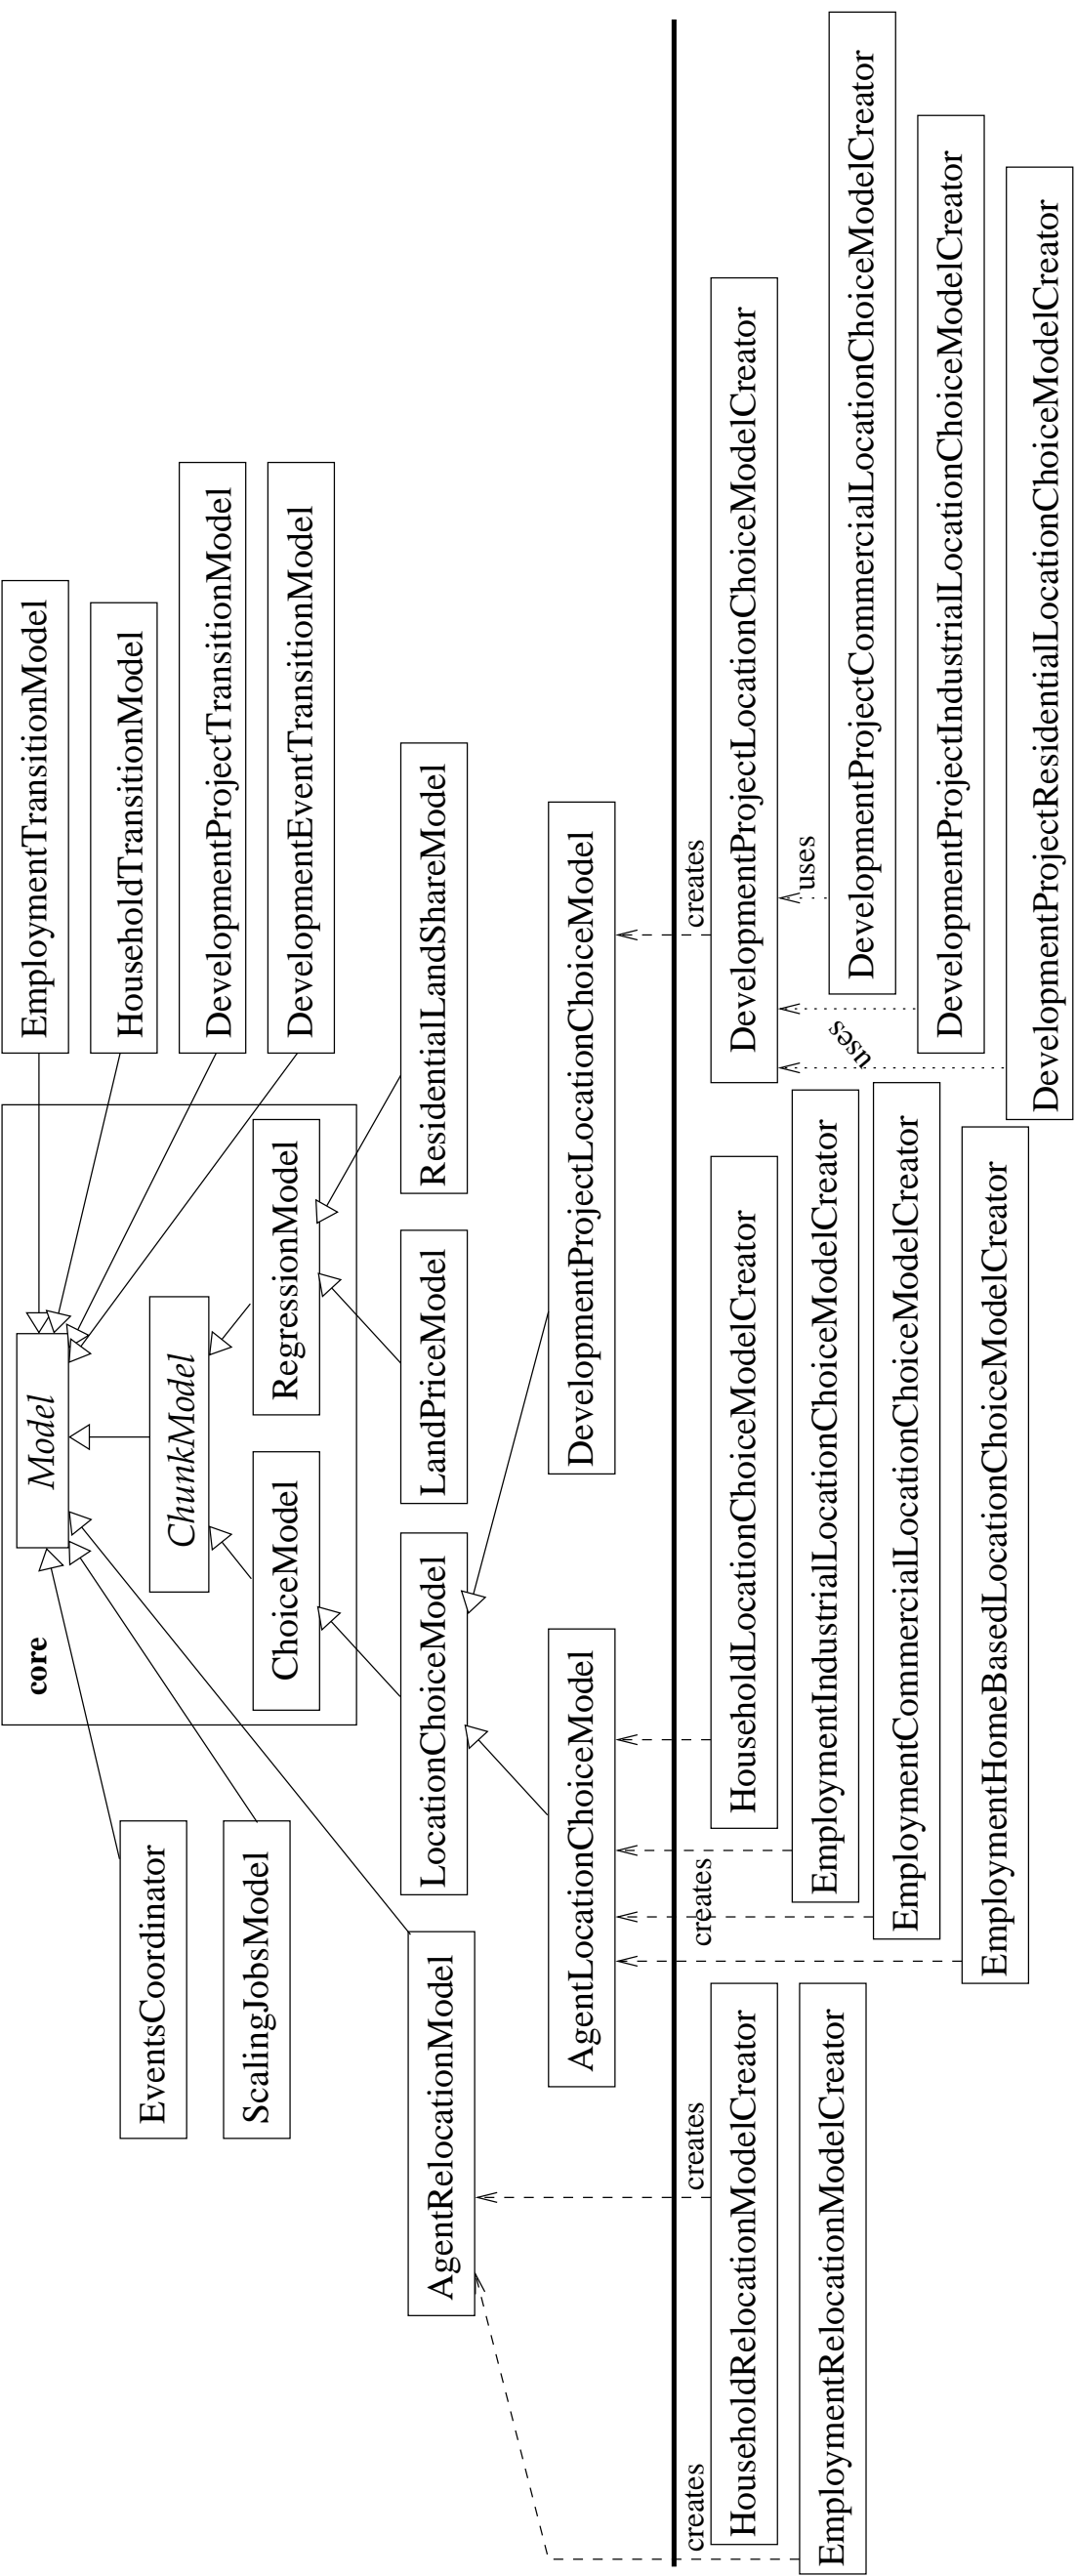 core
Model
ChunkModel
ChoiceModel
RegressionModel
EventsCoordinator
ScalingJobsModel
EmploymentTransitionModel
HouseholdTransitionModel
DevelopmentProjectTransitionModel
DevelopmentEventTransitionModel
AgentRelocationModel
LocationChoiceModel
LandPriceModel
ResidentialLandShareModel
AgentLocationChoiceModel
DevelopmentProjectLocationChoiceModel
creates
creates
creates
creates
HouseholdRelocationModelCreator
HouseholdLocationChoiceModelCreator
DevelopmentProjectLocationChoiceModelCreator
EmploymentRelocationModelCreator
EmploymentIndustrialLocationChoiceModelCreator
uses
uses
DevelopmentProjectCommercialLocationChoiceModelCreator
EmploymentCommercialLocationChoiceModelCreator
DevelopmentProjectIndustrialLocationChoiceModelCreator
EmploymentHomeBasedLocationChoiceModelCreator
DevelopmentProjectResidentialLocationChoiceModelCreator